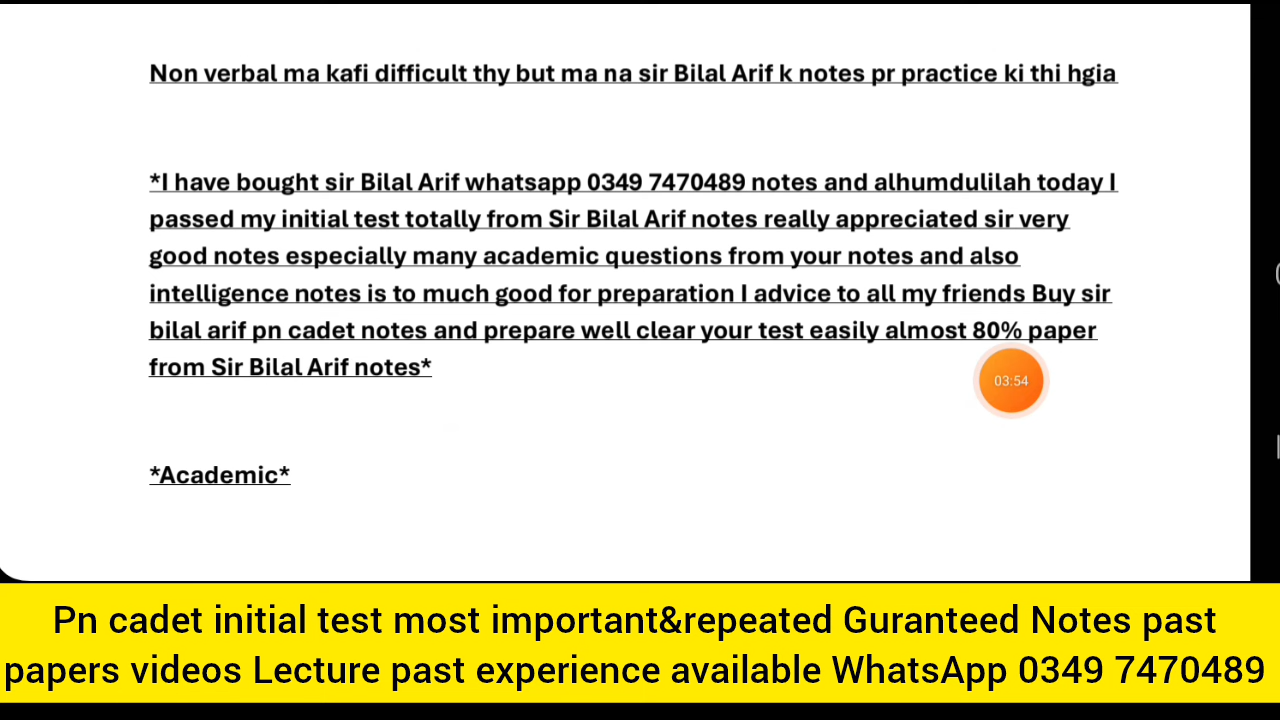 Non verbal ma kafi difficult thy but ma na sir Bilal Arif k notes pr practice ki thi hgia
*I have bought sir Bilal Arif whatsapp 0349 7470489 notes and alhumdulilah today I
passed my initial test totally from Sir Bilal Arif notes really appreciated sir very
good notes especially many academic questions from your notes and also
intelligence notes is to much good for preparation I advice to all my friends Buy sir
bilal arif pn cadet notes and prepare well clear your test easily almost 80% paper
from Sir Bilal Arif notes*
03:54
*Academic*
Pn cadet initial test most important&repeated Guranteed Notes past
papers videos Lecture past experience available WhatsApp 0349 7470489